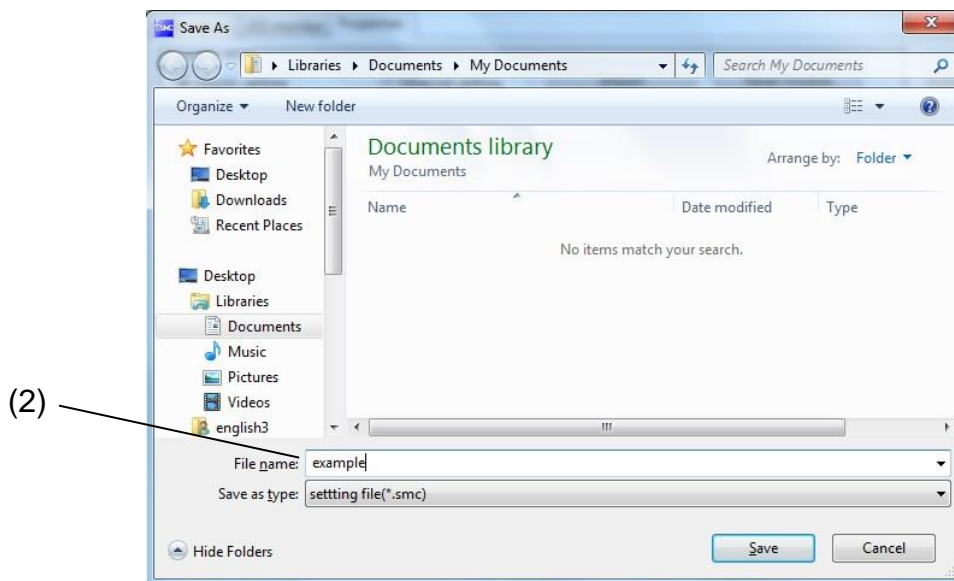 Save As
Libraries Documents My Documents
Search My Documents
Organize New folder
Favorites
Desktop
Downloads
Recent Places
Desktop
Libraries
Documents
Music
Pictures
Videos
english3
Documents library
My Documents
Arrange by: Folder
Name Date modified Type
No items match your search.
(2)
File name: example
Save as type: settting file(*.smc)
Hide Folders
Save Cancel